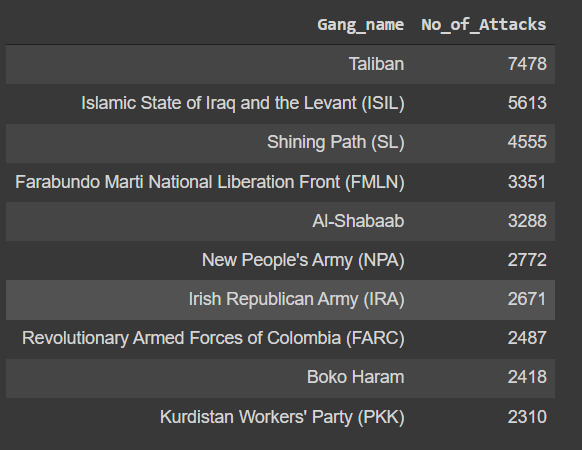 Gang_name No_of_Attacks
Taliban 7478
Islamic State of Iraq and the Levant (ISIL) 5613
Shining Path (SL) 4555
Farabundo Marti National Liberation Front (FMLN) 3351
Al-Shabaab 3288
New People's Army (NPA) 2772
Irish Republican Army (IRA) 2671
Revolutionary Armed Forces of Colombia (FARC) 2487
Boko Haram 2418
Kurdistan Workers' Party (PKK) 2310